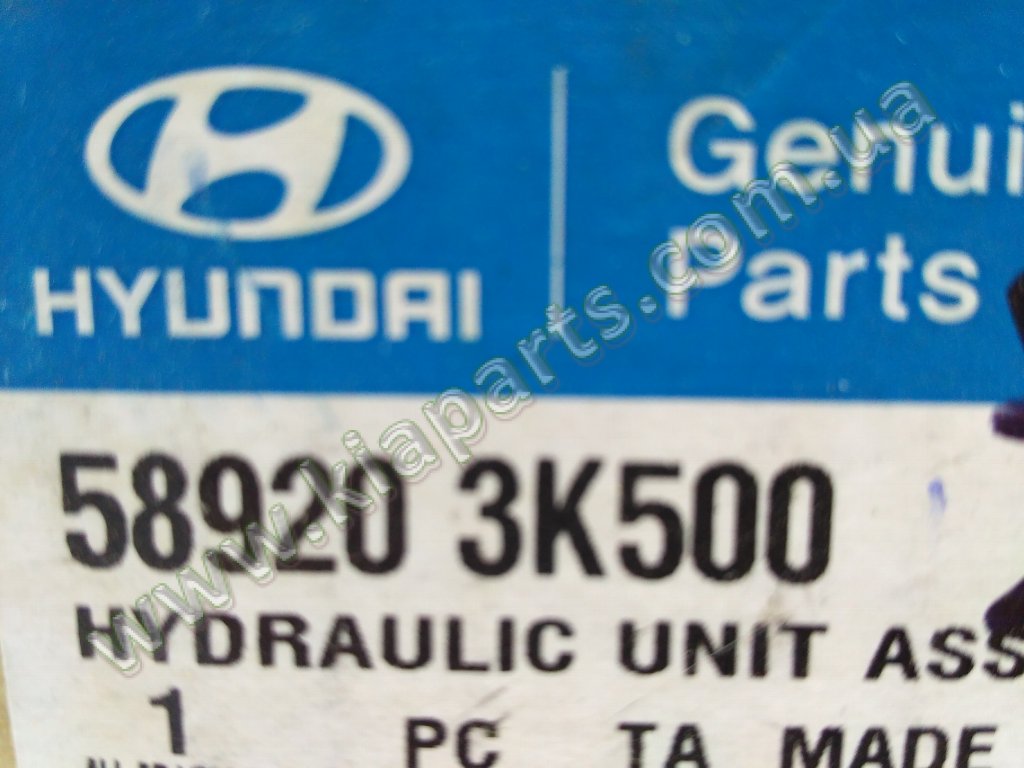 HYUNDAI
Genui
Parts
www.kiaparts.com.ua
58920 3K500
HYDRAULIC UNIT ASS
1 PC TA MADE